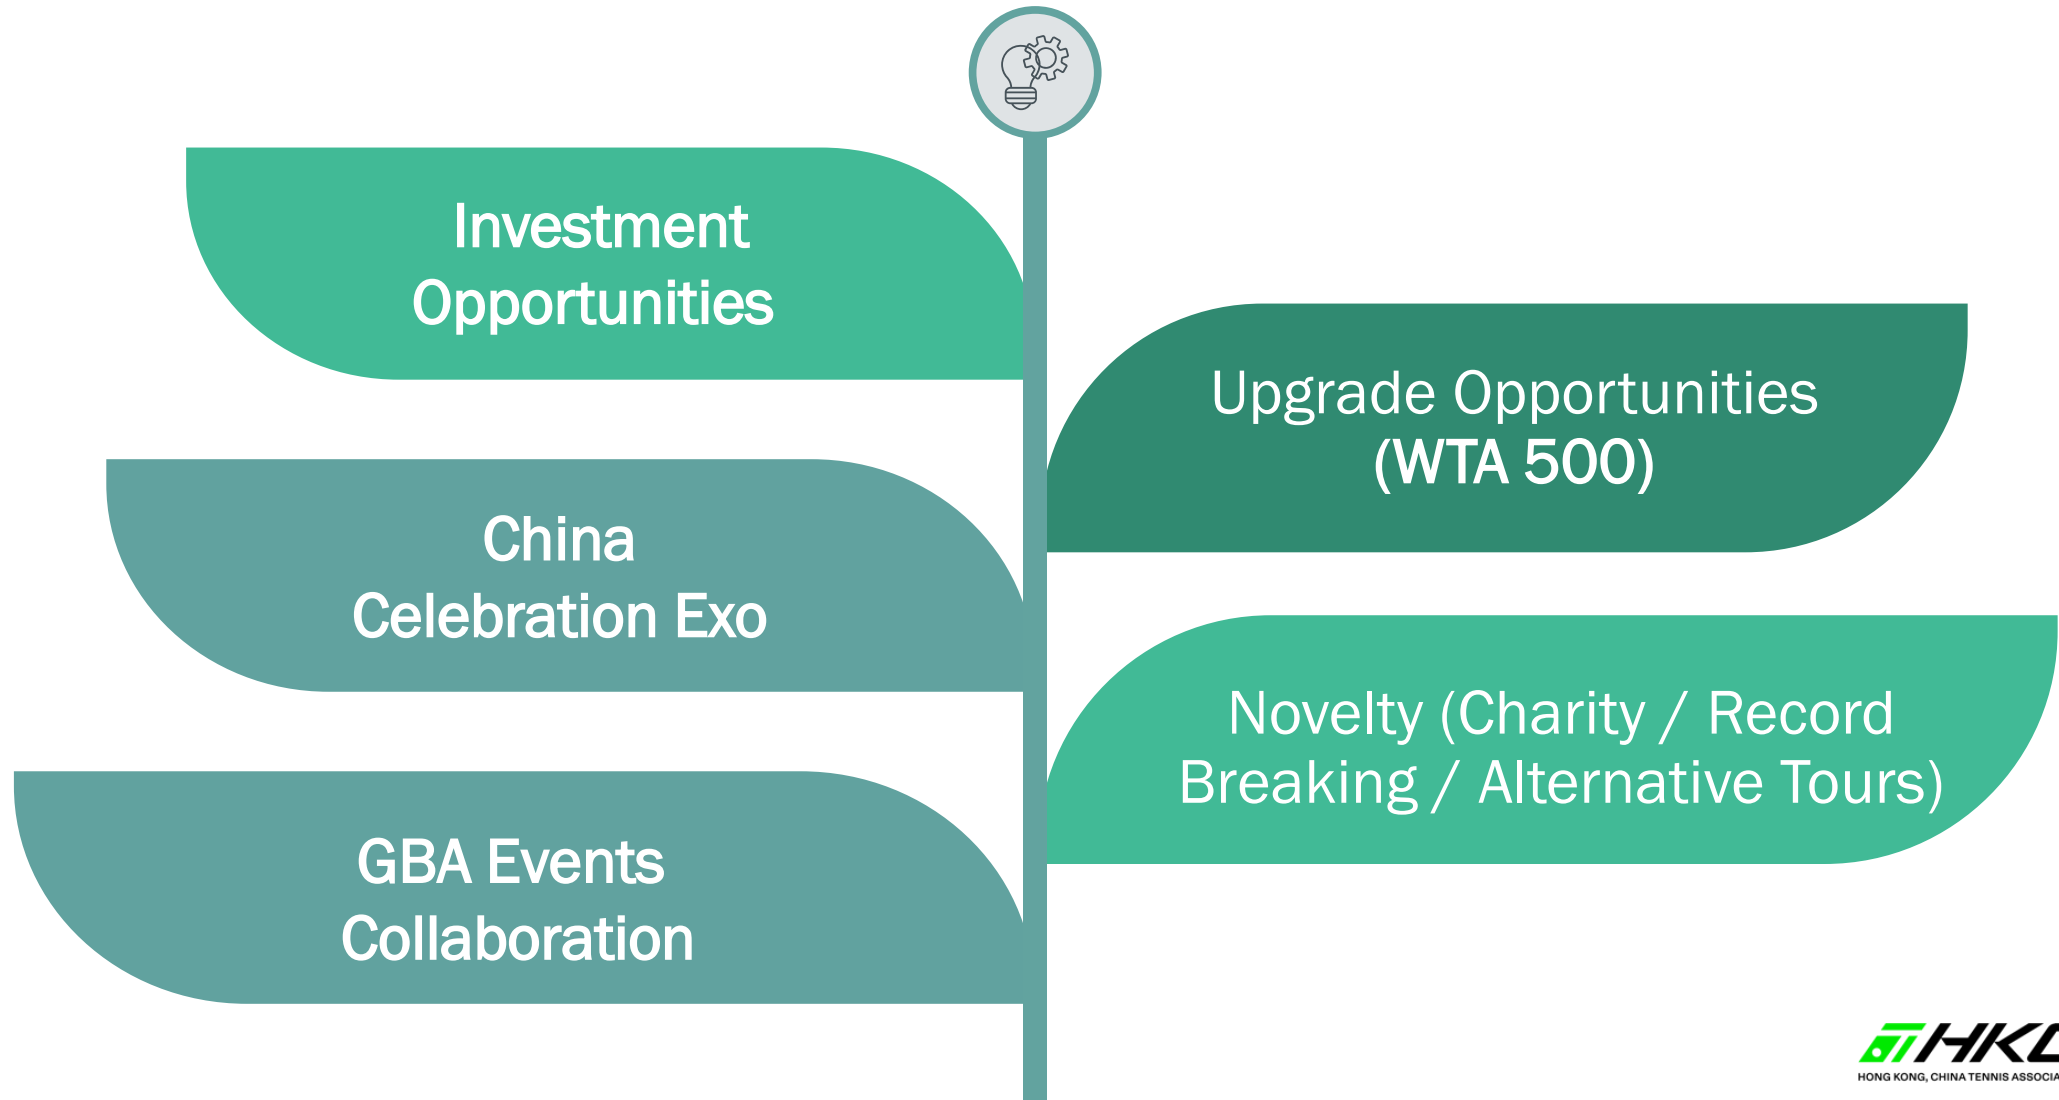 Investment
Opportunities
Upgrade Opportunities
(WTA 500)
China
Celebration Exo
Novelty (Charity / Record
Breaking / Alternative Tours)
GBA Events
Collaboration
HONG KONG, CHINA TENNIS